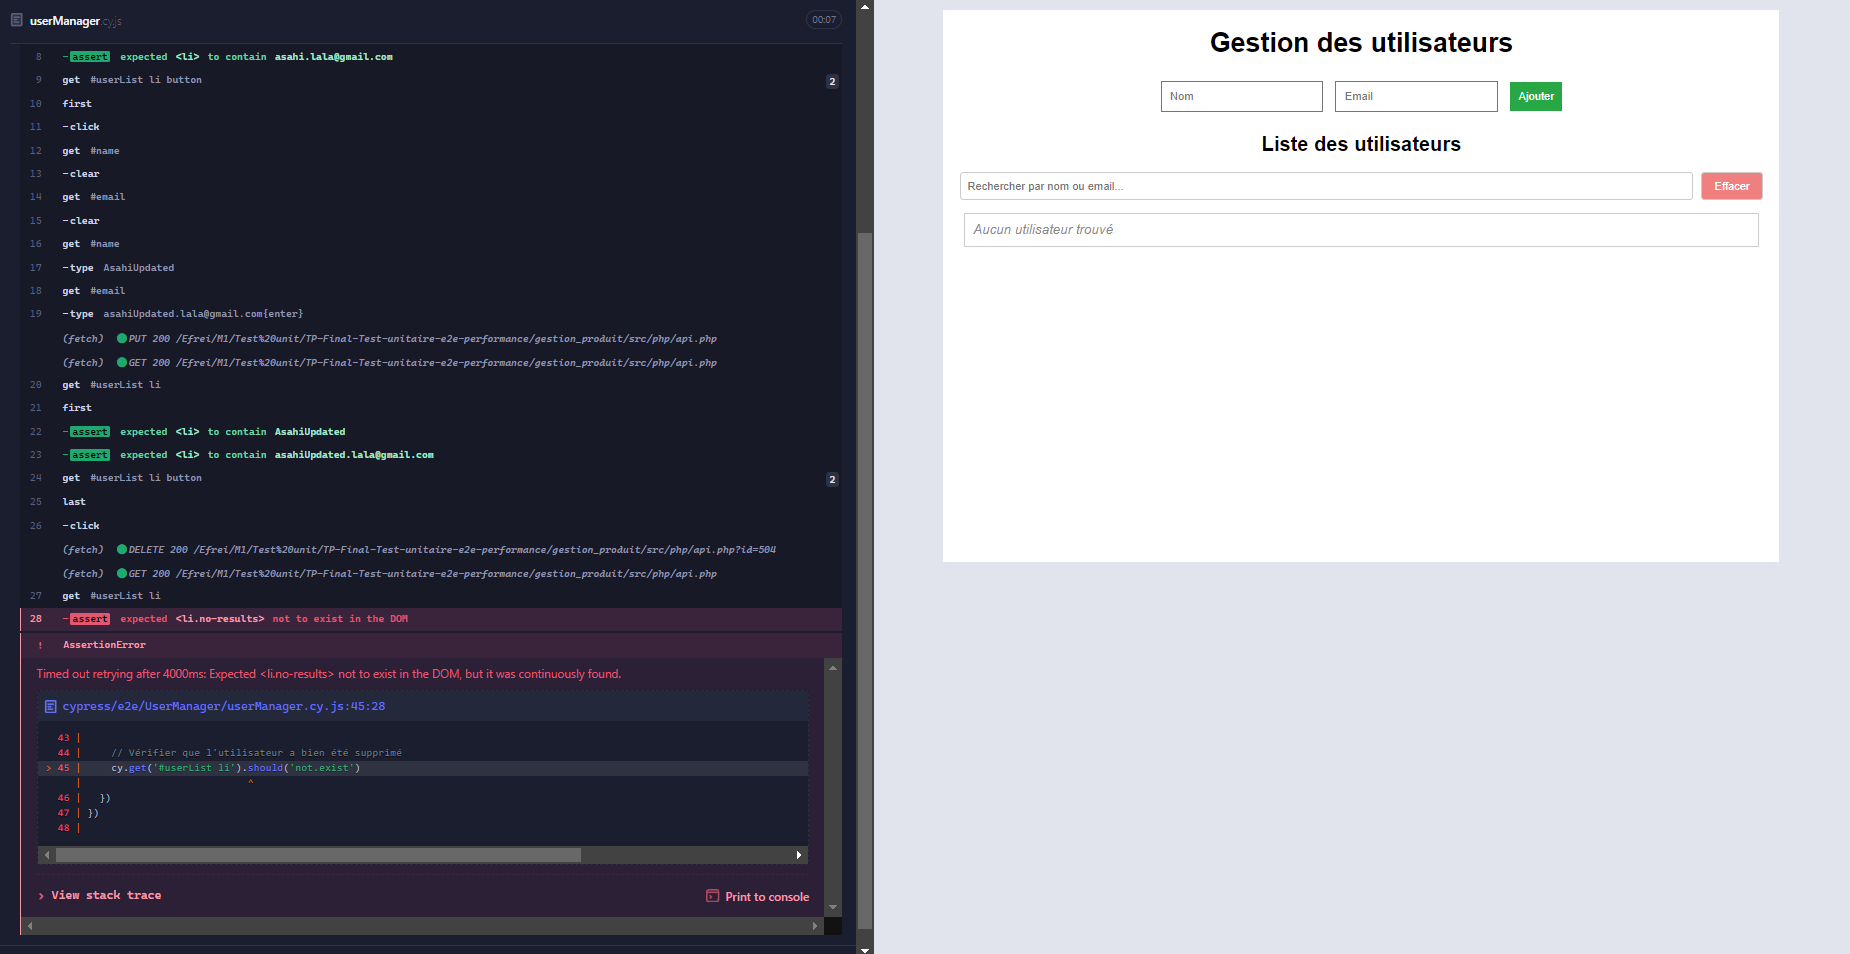 userManager.cy.js 00:07
8 -assert expected <li> to contain asahi.lala@gmail.com
9 get #userList li button 2
10 first
11 -click
12 get #name
13 -clear
14 get #email
15 -clear
16 get #name
17 -type AsahiUpdated
18 get #email
19 -type asahiUpdated.lala@gmail.com{enter}
(fetch) PUT 200 /Efrei/M1/Test%20unit/TP-Final-Test-unitaire-e2e-performance/gestion_produit/src/php/api.php
(fetch) GET 200 /Efrei/M1/Test%20unit/TP-Final-Test-unitaire-e2e-performance/gestion_produit/src/php/api.php
20 get #userList li
21 first
22 -assert expected <li> to contain AsahiUpdated
23 -assert expected <li> to contain asahiUpdated.lala@gmail.com
24 get #userList li button 2
25 last
26 -click
(fetch) DELETE 200 /Efrei/M1/Test%20unit/TP-Final-Test-unitaire-e2e-performance/gestion_produit/src/php/api.php?id=504
(fetch) GET 200 /Efrei/M1/Test%20unit/TP-Final-Test-unitaire-e2e-performance/gestion_produit/src/php/api.php
27 get #userList li
28 -assert expected <li.no-results> not to exist in the DOM
! AssertionError
Timed out retrying after 4000ms: Expected <li.no-results> not to exist in the DOM, but it was continuously found.
cypress/e2e/UserManager/userManager.cy.js:45:28
43 |
44 | // Vérifier que l'utilisateur a bien été supprimé
> 45 | cy.get('#userList li').should('not.exist')
| ^
46 | })
47 | })
48 |
> View stack trace
Print to console
Gestion des utilisateurs
Nom Email Ajouter
Liste des utilisateurs
Rechercher par nom ou email... Effacer
Aucun utilisateur trouvé